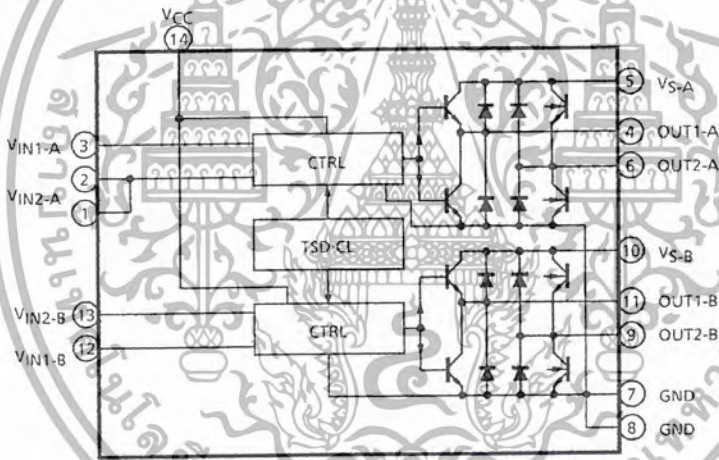 VCC
14
5 VS-A
VIN1-A 3
4 OUT1-A
CTRL
2
6 OUT2-A
VIN2-A
1
TSD·CL
10 VS-B
11 OUT1-B
VIN2-B 13
CTRL
9 OUT2-B
VIN1-B 12
7 GND
8 GND